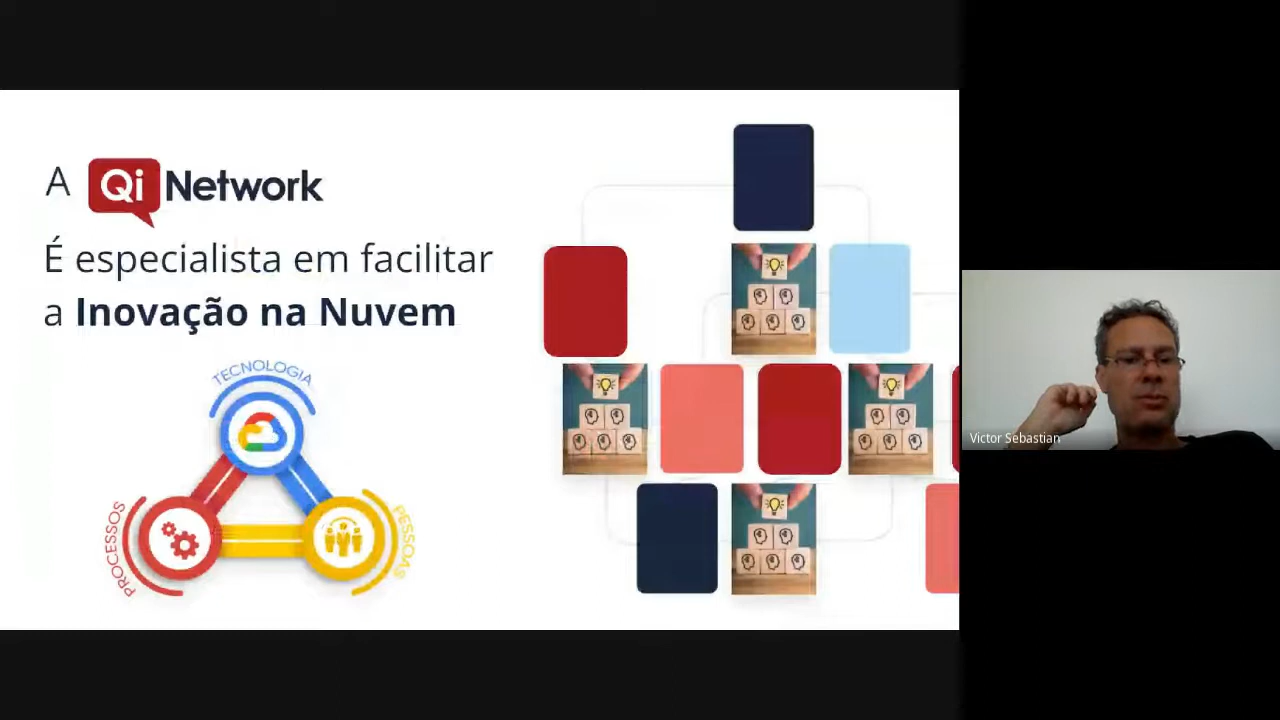 A Qi Network
É especialista em facilitar
a Inovação na Nuvem
TECNOLOGIA
PROCESSOS
PESSOAS
Victor Sebastian